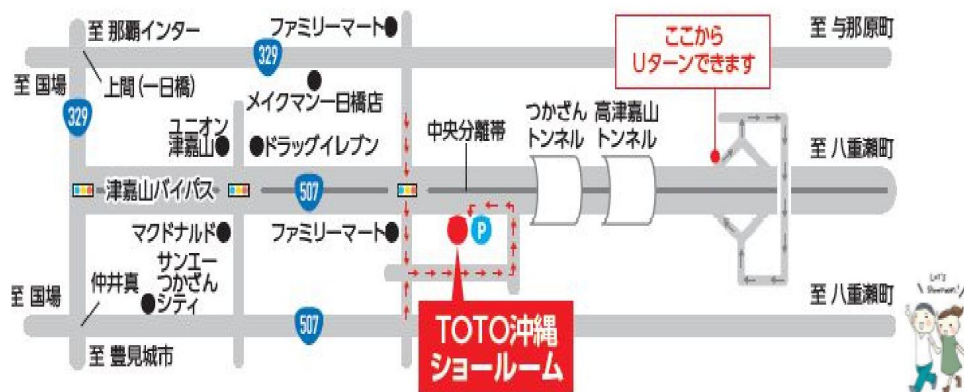 至 那覇インター
ファミリーマート
至 与那原町
329
ここから
Uターンできます
至 国場
上間(一日橋)
メイクマン一日橋店
329
ユニオン
津嘉山
ドラッグイレブン
中央分離帯
つかざん
トンネル
高津嘉山
トンネル
至 八重瀬町
津嘉山バイパス
507
マクドナルド
ファミリーマート
P
サンエー
つかざん
シティ
仲井真
至 国場
507
至 八重瀬町
TOTO沖縄
ショールーム
至 豊見城市
LET'S
Showroom!